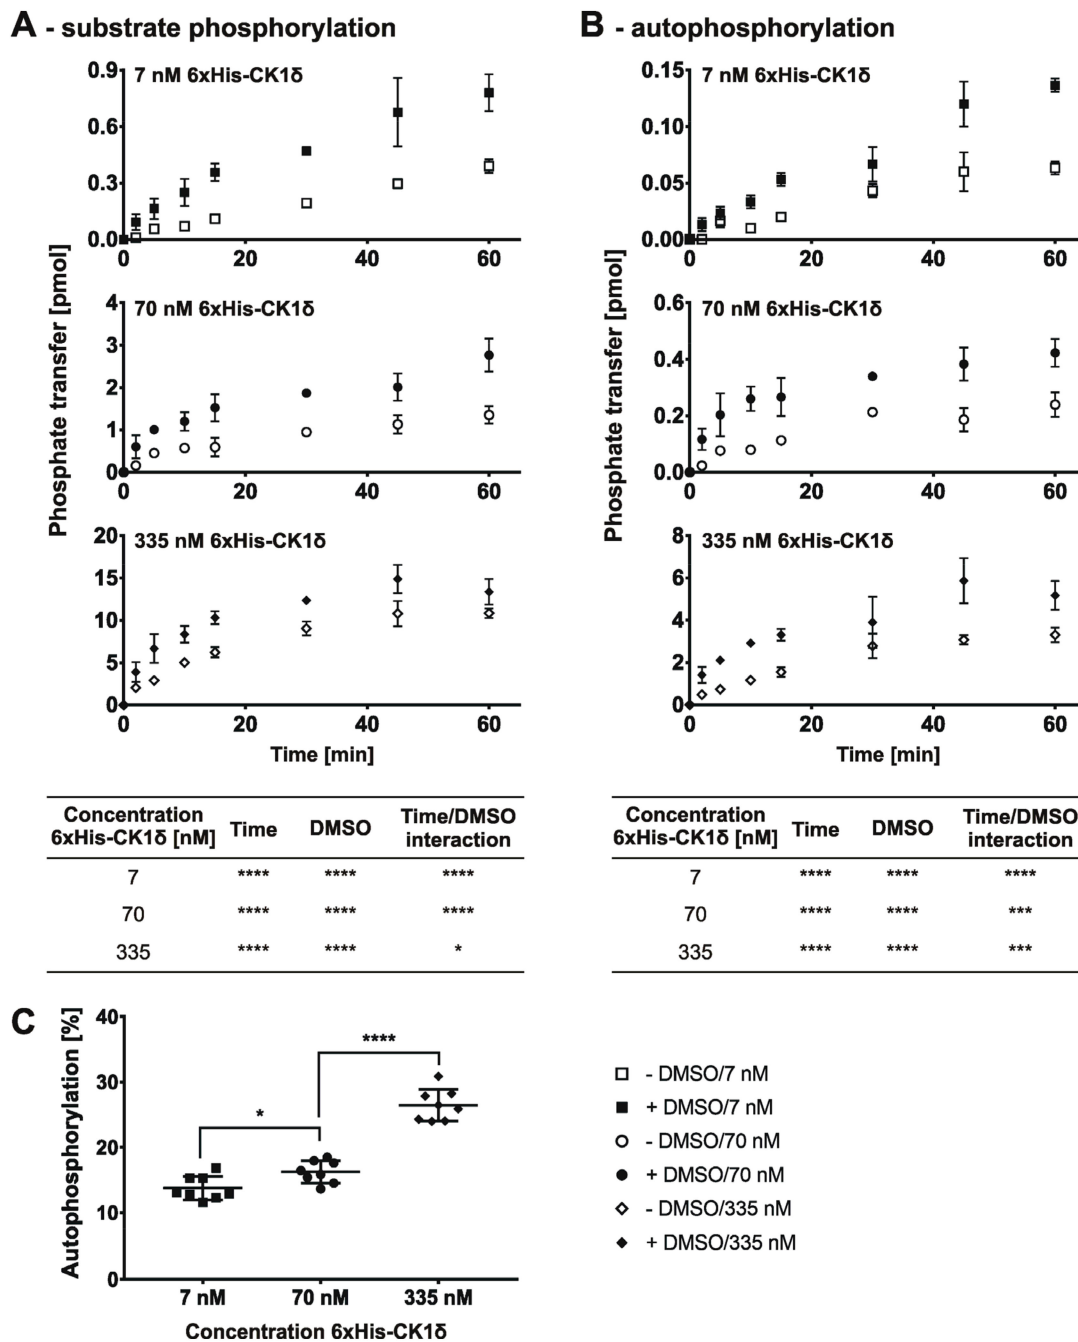 A - substrate phosphorylation
7 nM 6xHis-CK1δ
0.9
0.6
0.3
0.0
0 20 40 60
70 nM 6xHis-CK1δ
4
3
2
1
0
0 20 40 60
335 nM 6xHis-CK1δ
20
15
10
5
0
0 20 40 60
Phosphate transfer [pmol]
Time [min]
B - autophosphorylation
7 nM 6xHis-CK1δ
0.15
0.10
0.05
0.00
0 20 40 60
70 nM 6xHis-CK1δ
0.6
0.4
0.2
0.0
0 20 40 60
335 nM 6xHis-CK1δ
8
6
4
2
0
0 20 40 60
Phosphate transfer [pmol]
Time [min]
Concentration 6xHis-CK1δ [nM] Time DMSO Time/DMSO interaction
7 **** **** ****
70 **** **** ****
335 **** **** *
Concentration 6xHis-CK1δ [nM] Time DMSO Time/DMSO interaction
7 **** **** ****
70 **** **** ***
335 **** **** ***
C
Autophosphorylation [%]
40
30
20
10
0
*
****
7 nM 70 nM 335 nM
Concentration 6xHis-CK1δ
- DMSO/7 nM
+ DMSO/7 nM
- DMSO/70 nM
+ DMSO/70 nM
- DMSO/335 nM
+ DMSO/335 nM